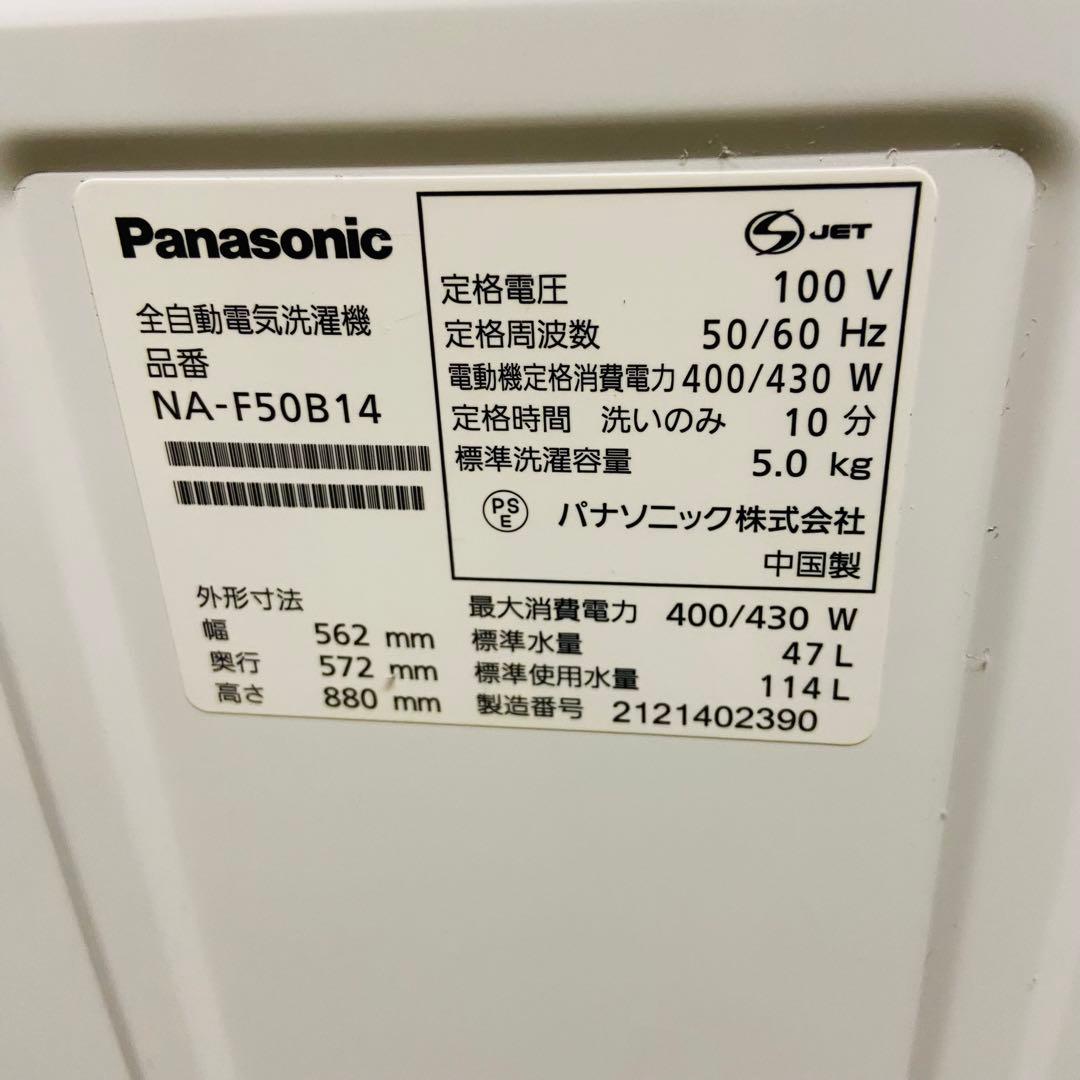 Panasonic
全自動電気洗濯機
品番
NA-F50B14
JET
定格電圧 100 V
定格周波数 50/60 Hz
電動機定格消費電力 400/430 W
定格時間 洗いのみ 10 分
標準洗濯容量 5.0 kg
PSE パナソニック株式会社
中国製
外形寸法
幅 562 mm
奥行 572 mm
高さ 880 mm
最大消費電力 400/430 W
標準水量 47 L
標準使用水量 114 L
製造番号 2121402390